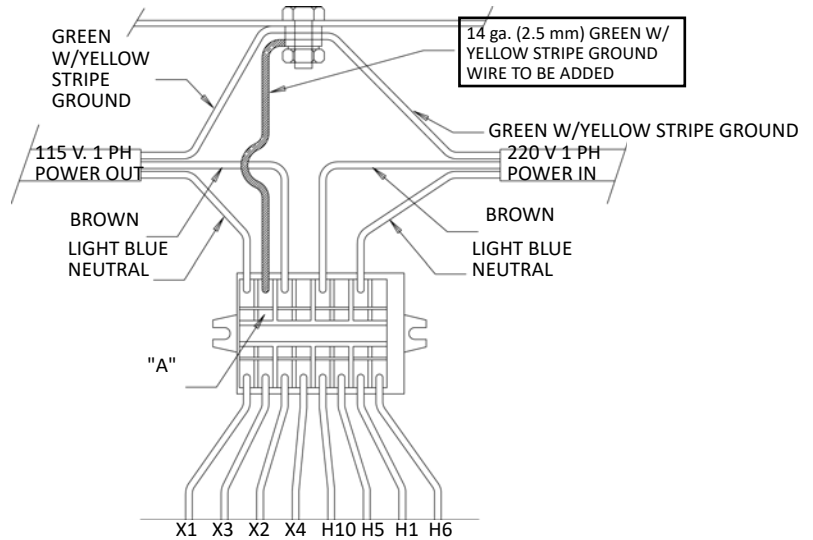 GREEN
W/YELLOW
STRIPE
GROUND
14 ga. (2.5 mm) GREEN W/
YELLOW STRIPE GROUND
WIRE TO BE ADDED
GREEN W/YELLOW STRIPE GROUND
115 V. 1 PH
POWER OUT
220 V 1 PH
POWER IN
BROWN
LIGHT BLUE
NEUTRAL
BROWN
LIGHT BLUE
NEUTRAL
"A"
X1 X3 X2 X4 H10 H5 H1 H6